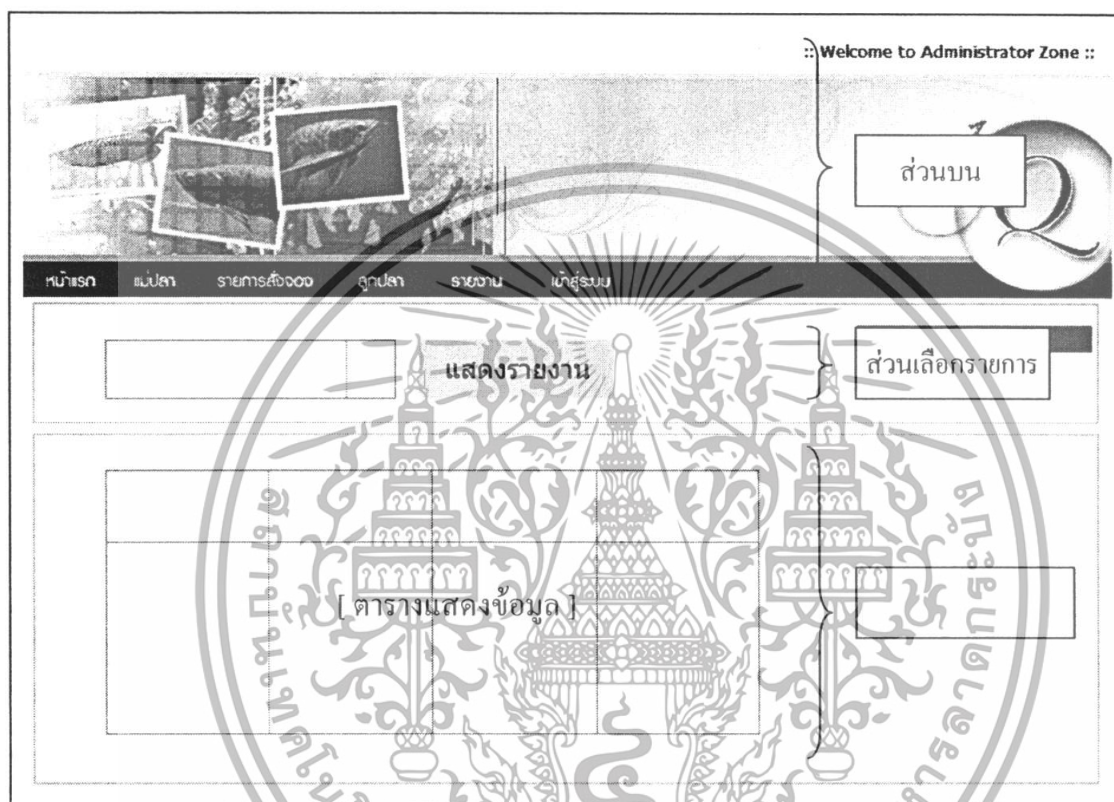 :: Welcome to Administrator Zone ::
ส่วนบน
หน้าแรก แม่ปลา รายการสั่งจอง ลูกปลา รายงาน เข้าสู่ระบบ
แสดงรายงาน
ส่วนเลือกรายการ
[ ตารางแสดงข้อมูล ]